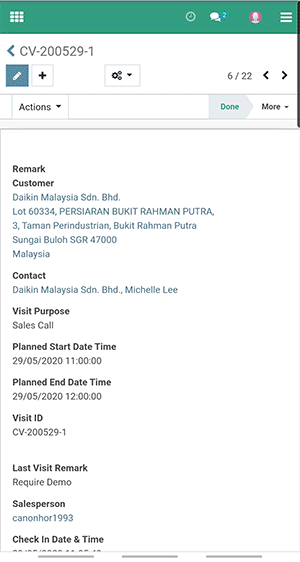 2
CV-200529-1
6 / 22
Actions
Done
More
Remark
Customer
Daikin Malaysia Sdn. Bhd.
Lot 60334, PERSIARAN BUKIT RAHMAN PUTRA,
3, Taman Perindustrian, Bukit Rahman Putra
Sungai Buloh SGR 47000
Malaysia
Contact
Daikin Malaysia Sdn. Bhd., Michelle Lee
Visit Purpose
Sales Call
Planned Start Date Time
29/05/2020 11:00:00
Planned End Date Time
29/05/2020 12:00:00
Visit ID
CV-200529-1
Last Visit Remark
Require Demo
Salesperson
canonhor1993
Check In Date & Time